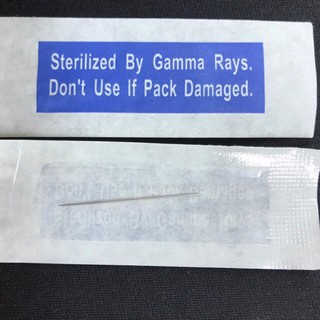 Sterilized By Gamma Rays.
Don't Use If Pack Damaged.